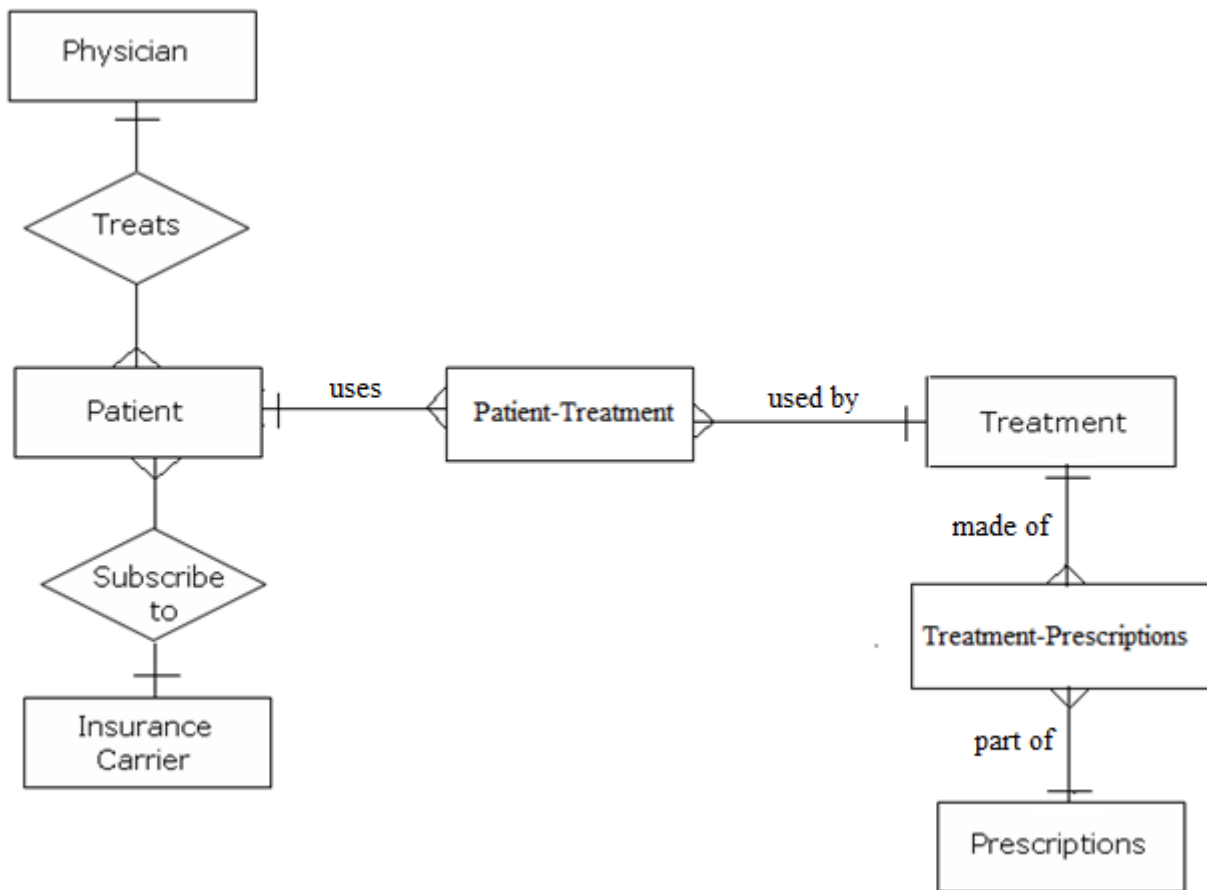 Physician
Treats
Patient
uses
Patient-Treatment
used by
Treatment
made of
Subscribe
to
Treatment-Prescriptions
Insurance
Carrier
part of
Prescriptions